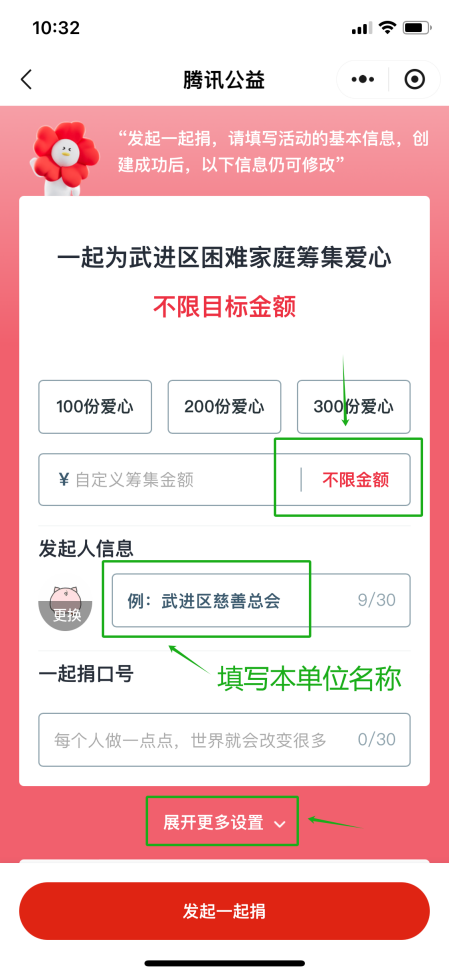 10:32
腾讯公益
“发起一起捐，请填写活动的基本信息，创
建成功后，以下信息仍可修改”
一起为武进区困难家庭筹集爱心
不限目标金额
100份爱心 200份爱心 300份爱心
¥ 自定义筹集金额 不限金额
发起人信息
更换 例：武进区慈善总会 9/30
填写本单位名称
一起捐口号
每个人做一点点，世界就会改变很多 0/30
展开更多设置
发起一起捐